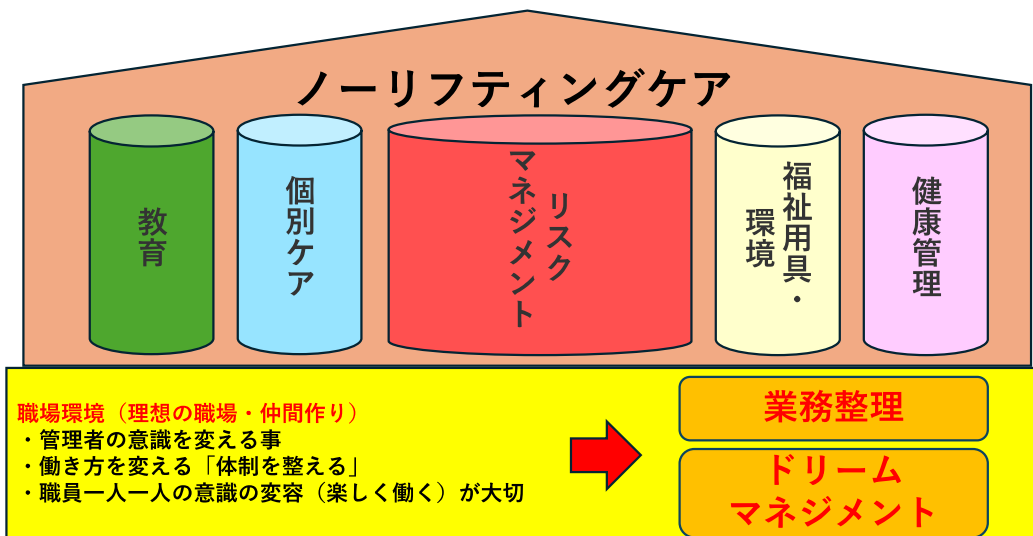 ノーリフティングケア
教育
個別ケア
リスク
マネジメント
福祉用具・
環境
健康管理
職場環境（理想の職場・仲間作り）
・管理者の意識を変える事
・働き方を変える「体制を整える」
・職員一人一人の意識の変容（楽しく働く）が大切
業務整理
ドリーム
マネジメント